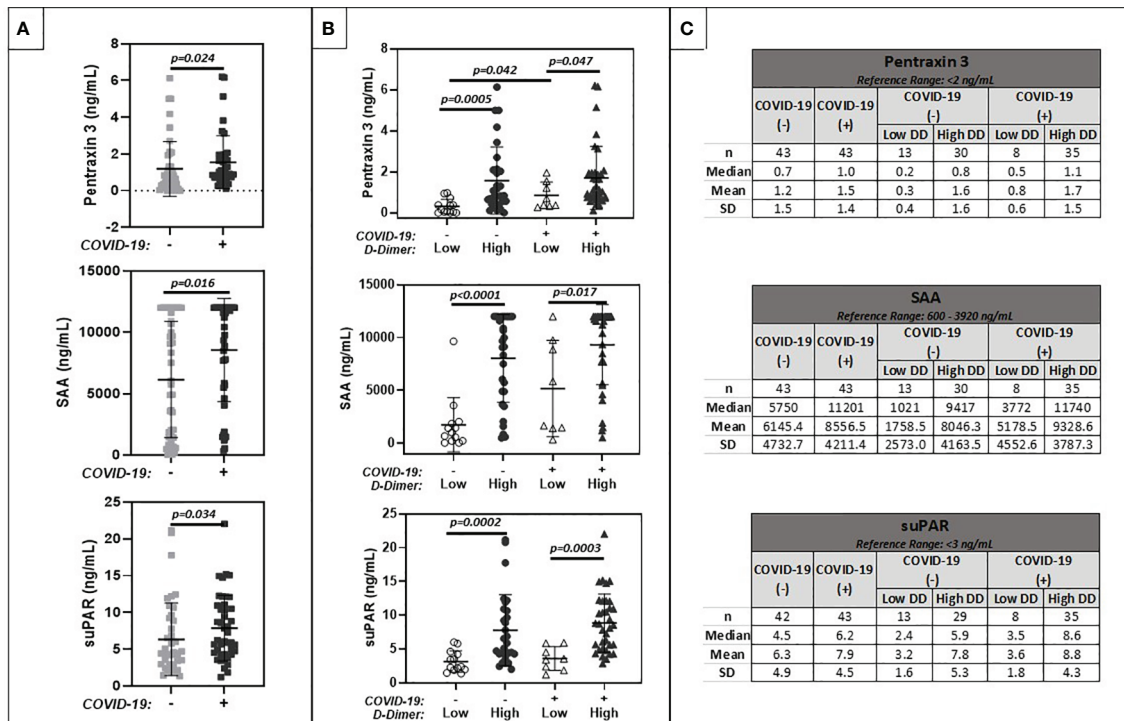 A
Pentraxin 3 (ng/mL)
8
6
4
2
0
-2
p=0.024
COVID-19: - +
SAA (ng/mL)
15000
10000
5000
0
p=0.016
COVID-19: - +
suPAR (ng/mL)
25
20
15
10
5
0
p=0.034
COVID-19: - +
B
Pentraxin 3 (ng/mL)
8
6
4
2
0
p=0.047
p=0.042
p=0.0005
COVID-19: - - + +
D-Dimer: Low High Low High
SAA (ng/mL)
15000
10000
5000
0
p<0.0001 p=0.017
COVID-19: - - + +
D-Dimer: Low High Low High
suPAR (ng/mL)
25
20
15
10
5
0
p=0.0002
p=0.0003
COVID-19: - - + +
D-Dimer: Low High Low High
C
Pentraxin 3
Reference Range: <2 ng/mL
COVID-19 (-) COVID-19 (+) COVID-19 (-) COVID-19 (+)
Low DD High DD Low DD High DD
n 43 43 13 30 8 35
Median 0.7 1.0 0.2 0.8 0.5 1.1
Mean 1.2 1.5 0.3 1.6 0.8 1.7
SD 1.5 1.4 0.4 1.6 0.6 1.5
SAA
Reference Range: 600 - 3920 ng/mL
COVID-19 (-) COVID-19 (+) COVID-19 (-) COVID-19 (+)
Low DD High DD Low DD High DD
n 43 43 13 30 8 35
Median 5750 11201 1021 9417 3772 11740
Mean 6145.4 8556.5 1758.5 8046.3 5178.5 9328.6
SD 4732.7 4211.4 2573.0 4163.5 4552.6 3787.3
suPAR
Reference Range: <3 ng/mL
COVID-19 (-) COVID-19 (+) COVID-19 (-) COVID-19 (+)
Low DD High DD Low DD High DD
n 42 43 13 29 8 35
Median 4.5 6.2 2.4 5.9 3.5 8.6
Mean 6.3 7.9 3.2 7.8 3.6 8.8
SD 4.9 4.5 1.6 5.3 1.8 4.3